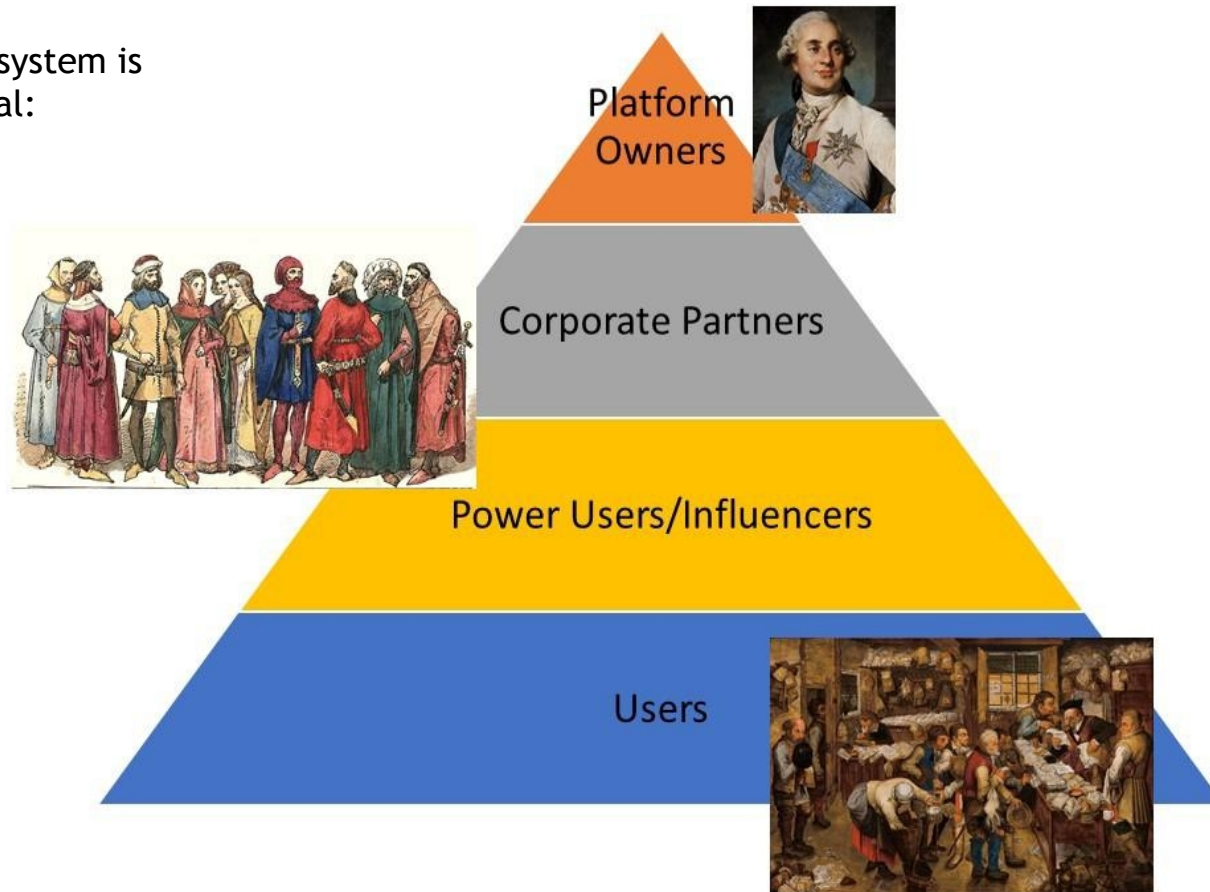 system is
al:
Platform
Owners
Corporate Partners
Power Users/Influencers
Users